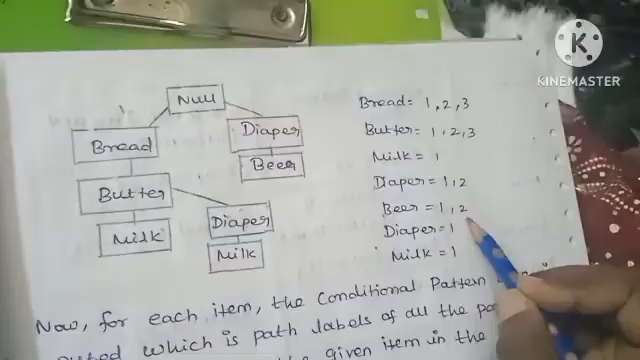 KINEMASTER
Null
Bread
Diaper
Beer
Butter
Diaper
Milk
Milk
Bread = 1, 2, 3
Butter = 1, 2, 3
Milk = 1
Diaper = 1, 2
Beer = 1, 2
Diaper = 1
Milk = 1
Now, for each item, the Conditional Pattern
which is path labels of all the
the given item in the